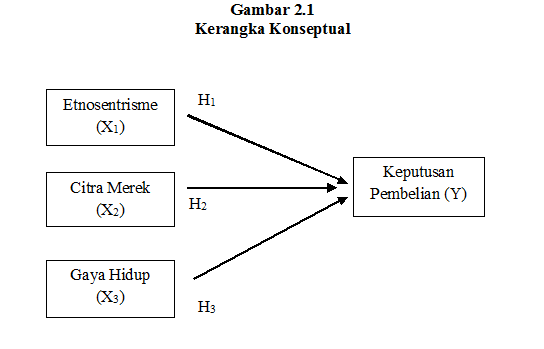 Gambar 2.1
Kerangka Konseptual
H1
Etnosentrisme
(X1)
Citra Merek
(X2)
H2
Keputusan
Pembelian (Y)
Gaya Hidup
(X3)
H3